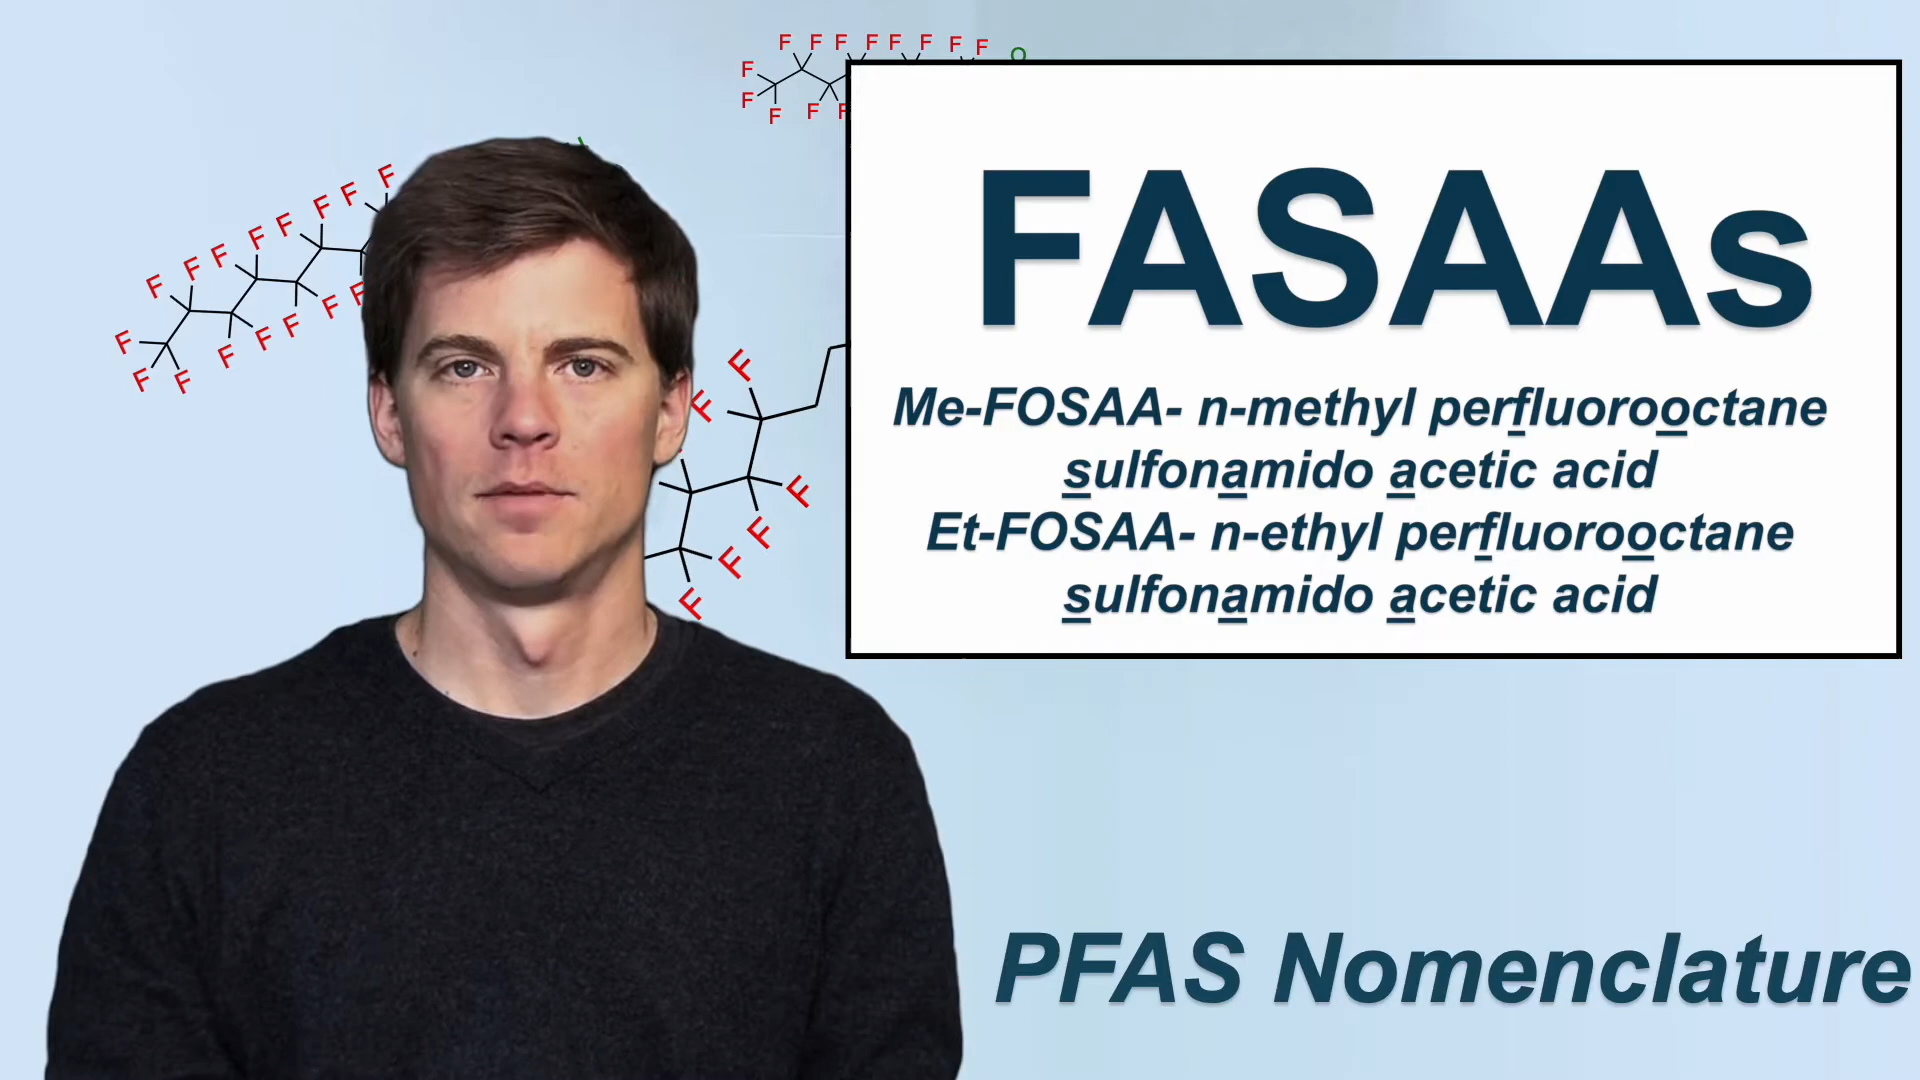 FASAAs
Me-FOSAA- n-methyl perfluorooctane
sulfonamido acetic acid
Et-FOSAA- n-ethyl perfluorooctane
sulfonamido acetic acid
PFAS Nomenclature
F F F F F F F F O
F
F
F F F
F F F F F F F F
F F F F F F F F
F
F
F
F
F
F